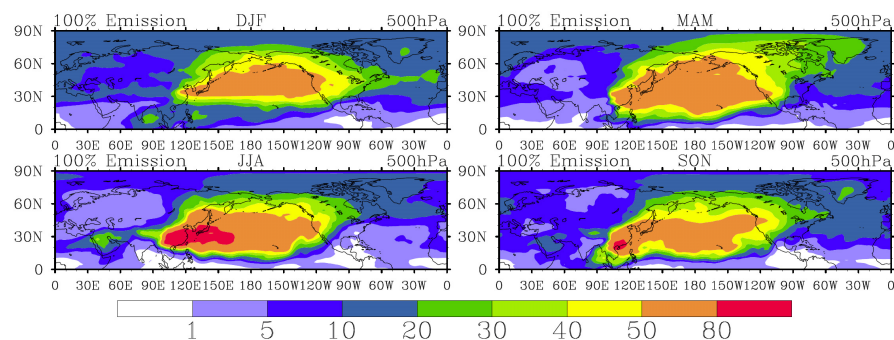 100% Emission DJF 500hPa
100% Emission MAM 500hPa
90N
60N
30N
0
0 30E 60E 90E 120E 150E 180 150W 120W 90W 60W 30W 0
90N
60N
30N
0
0 30E 60E 90E 120E 150E 180 150W 120W 90W 60W 30W 0
100% Emission JJA 500hPa
100% Emission SON 500hPa
90N
60N
30N
0
0 30E 60E 90E 120E 150E 180 150W 120W 90W 60W 30W 0
90N
60N
30N
0
0 30E 60E 90E 120E 150E 180 150W 120W 90W 60W 30W 0
1 5 10 20 30 40 50 80